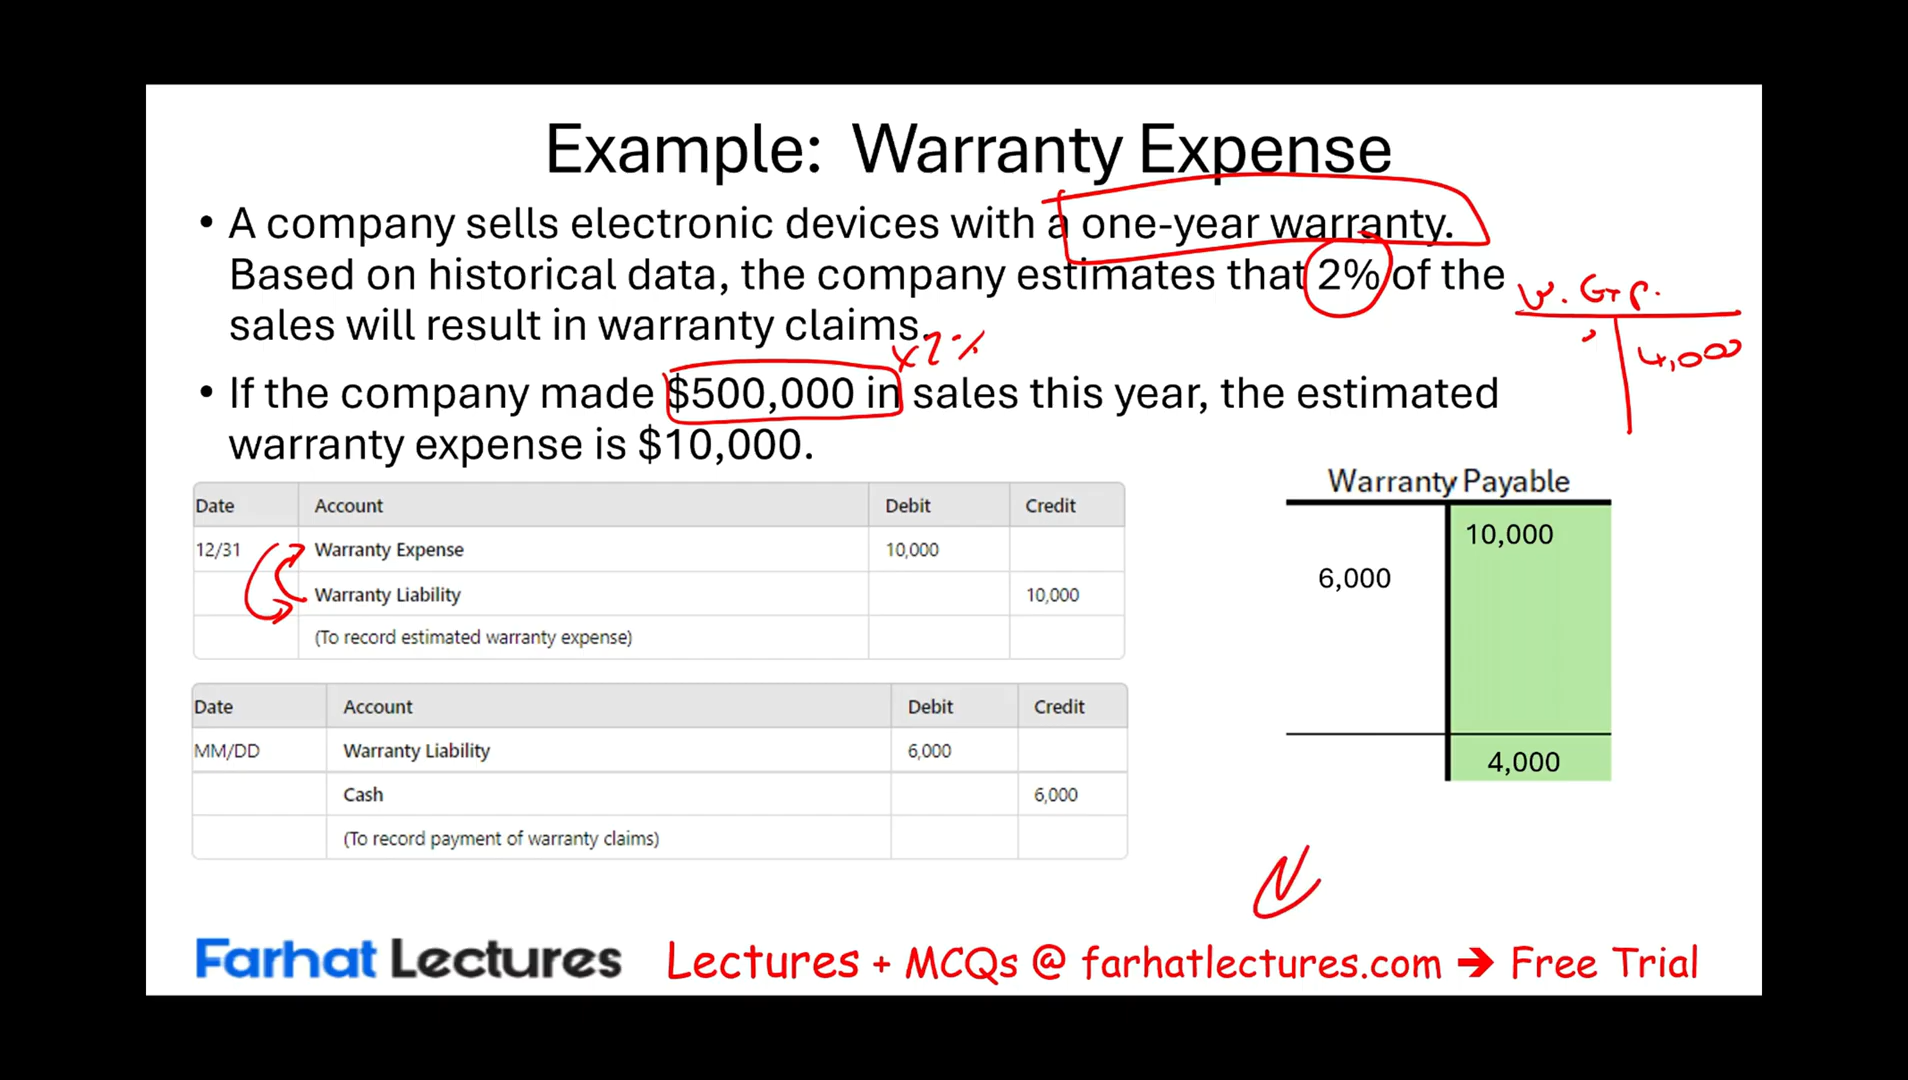 Example: Warranty Expense
• A company sells electronic devices with a one-year warranty.
Based on historical data, the company estimates that 2% of the
sales will result in warranty claims.
x2%
• If the company made $500,000 in sales this year, the estimated
warranty expense is $10,000.
W. Exp.
4,000
Date Account Debit Credit
12/31 Warranty Expense 10,000
Warranty Liability 10,000
(To record estimated warranty expense)
Date Account Debit Credit
MM/DD Warranty Liability 6,000
Cash 6,000
(To record payment of warranty claims)
Warranty Payable
10,000
6,000
4,000
Farhat Lectures Lectures + MCQs @ farhatlectures.com ➔ Free Trial